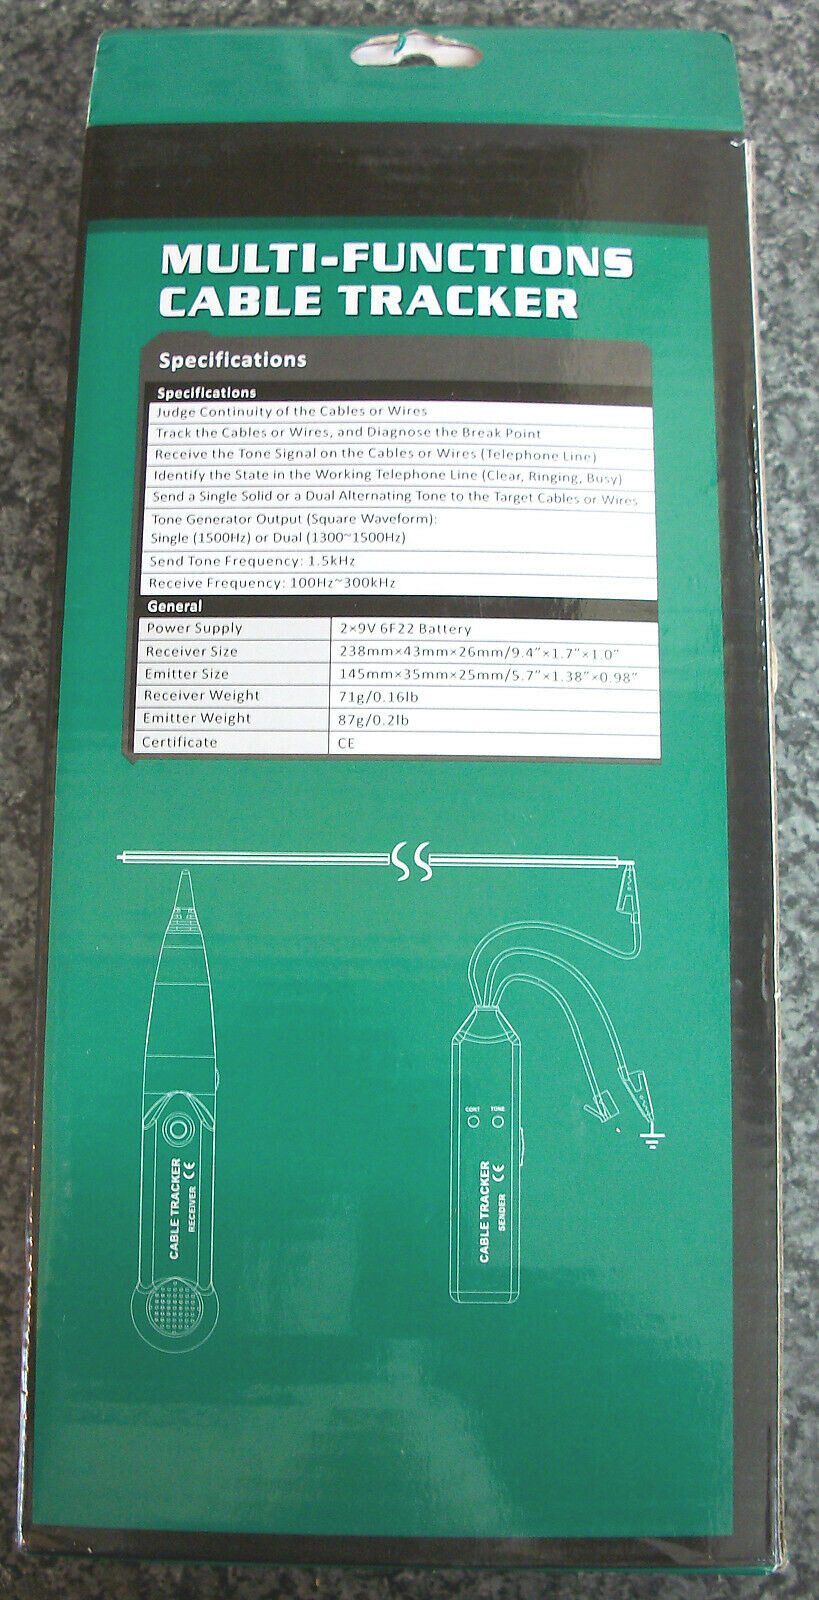 MULTI-FUNCTIONS
CABLE TRACKER
Specifications
Specifications
Judge Continuity of the Cables or Wires
Track the Cables or Wires, and Diagnose the Break Point
Receive the Tone Signal on the Cables or Wires (Telephone Line)
Identify the State in the Working Telephone Line (Clear, Ringing, Busy)
Send a Single Solid or a Dual Alternating Tone to the Target Cables or Wires
Tone Generator Output (Square Waveform):
Single (1500Hz) or Dual (1300~1500Hz)
Send Tone Frequency: 1.5kHz
Receive Frequency: 100Hz~300kHz
General
Power Supply 2×9V 6F22 Battery
Receiver Size 238mm×43mm×26mm/9.4”×1.7”×1.0”
Emitter Size 145mm×35mm×25mm/5.7”×1.38”×0.98”
Receiver Weight 71g/0.16lb
Emitter Weight 87g/0.2lb
Certificate CE
CABLE TRACKER CE
RECEIVER
CONT TONE
CABLE TRACKER CE
SENDER